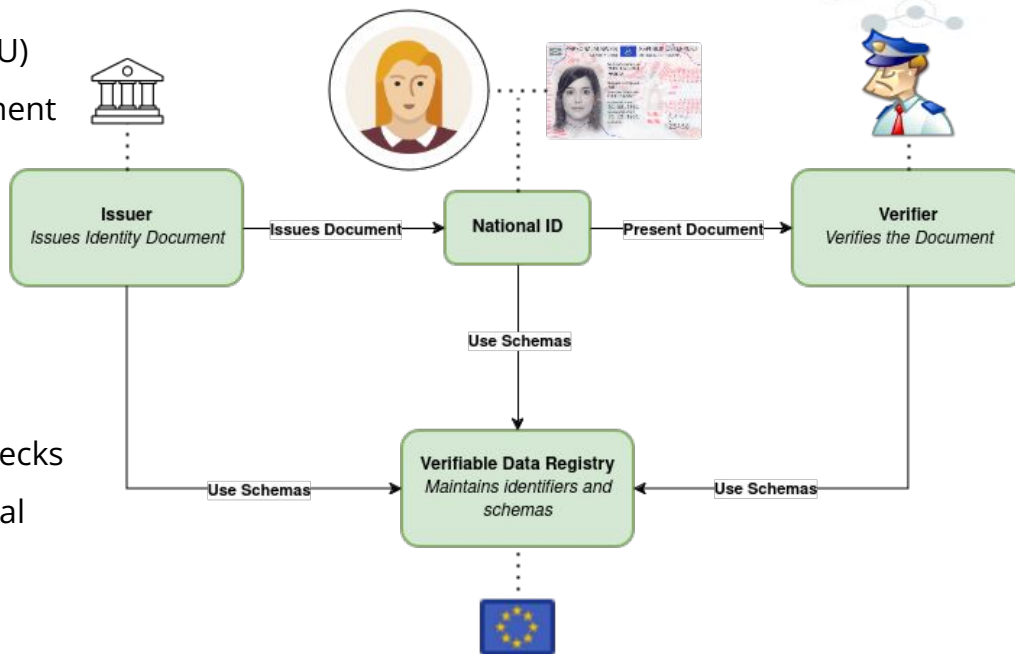 U)
ment
Issuer
Issues Identity Document
Issues Document
National ID
Present Document
Verifier
Verifies the Document
Use Schemas
ecks
al
Verifiable Data Registry
Maintains identifiers and
schemas
Use Schemas
Use Schemas